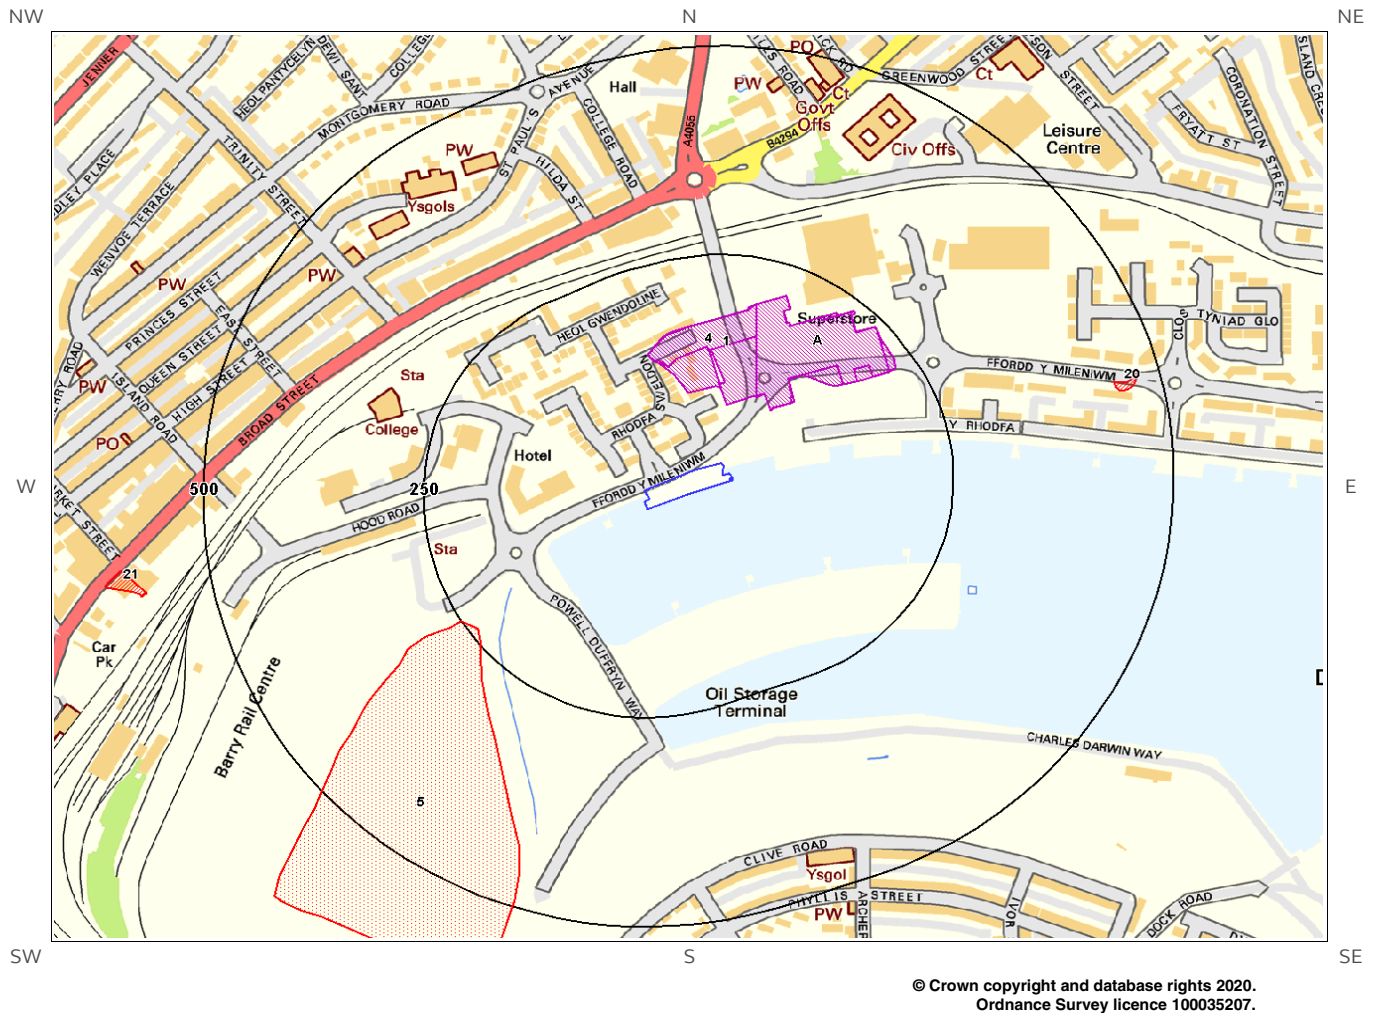 NW
N
NE
JENNER
HEOL PANTYCELYN
DEWI SANT
COLLEGE
MONTGOMERY ROAD
AVENUE
ST PAUL'S
Hall
COLLEGE ROAD
A4055
PO
PW
Govt
Offs
Ct
B4294
GREENWOOD STREET
Ct
Civ Offs
Leisure
Centre
CORONATION STREET
FRYATT ST
TRINITY STREET
PW
HILDA ST
Ysgols
WENVOE TERRACE
PW
PW
PRINCES STREET
EAST STREET
QUEEN STREET
HIGH STREET
ISLAND ROAD
BROAD STREET
PW
PO
HEOL GWENDOLINE
4
1
Superstore
A
TYNIAD GLO
CLOS
FFORDD Y MILENIWM
20
Sta
College
WELDON
RHODFA
Y RHODFA
Hotel
FFORDD Y MILENIWM
W
500
250
E
HOOD ROAD
Sta
21
Car
Pk
POWELL DUFFRYN WAY
Barry Rail Centre
Oil Storage
Terminal
CHARLES DARWIN WAY
5
CLIVE ROAD
Ysgol
PHYLLIS STREET
PW
ARCHER
IVOR
DOCK ROAD
SW
S
SE
© Crown copyright and database rights 2020.
Ordnance Survey licence 100035207.